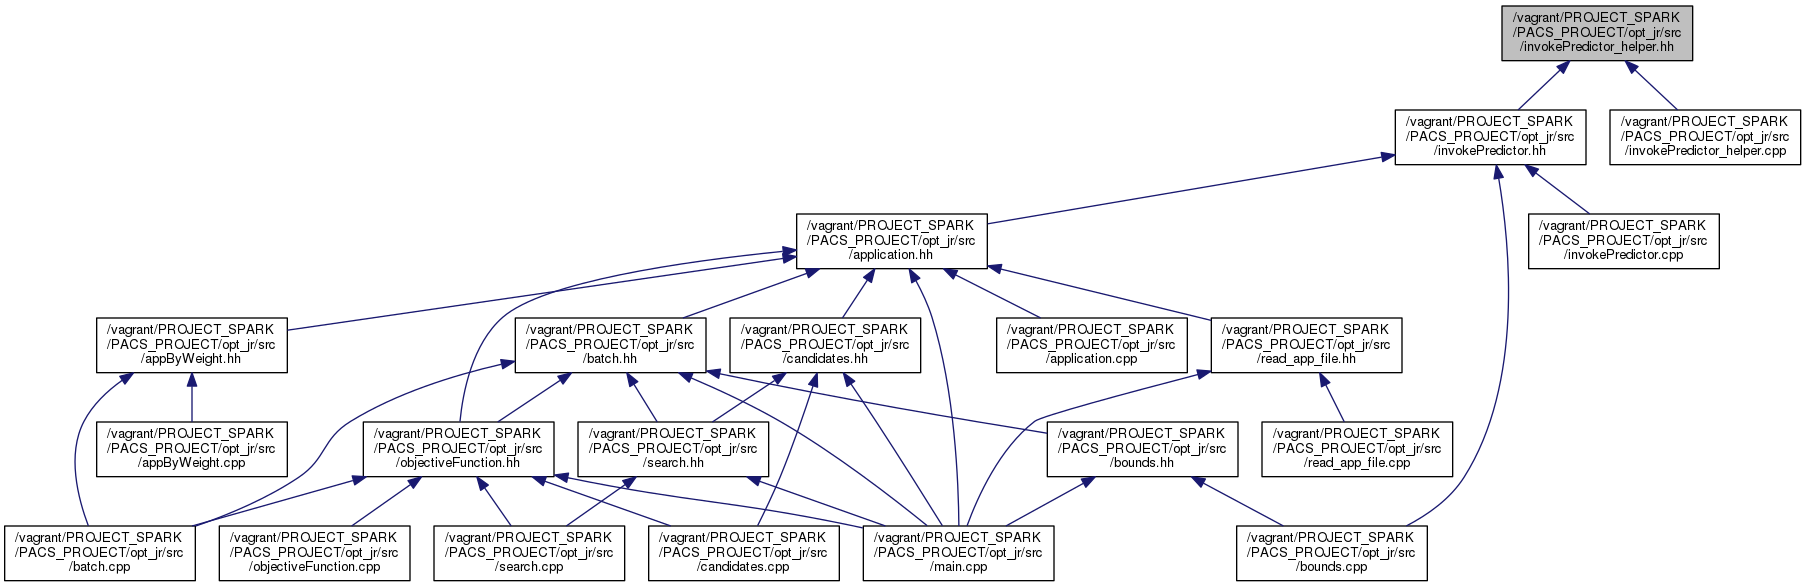 /vagrant/PROJECT_SPARK
/PACS_PROJECT/opt_jr/src
/invokePredictor_helper.hh
/vagrant/PROJECT_SPARK
/PACS_PROJECT/opt_jr/src
/invokePredictor.hh
/vagrant/PROJECT_SPARK
/PACS_PROJECT/opt_jr/src
/invokePredictor_helper.cpp
/vagrant/PROJECT_SPARK
/PACS_PROJECT/opt_jr/src
/application.hh
/vagrant/PROJECT_SPARK
/PACS_PROJECT/opt_jr/src
/invokePredictor.cpp
/vagrant/PROJECT_SPARK
/PACS_PROJECT/opt_jr/src
/appByWeight.hh
/vagrant/PROJECT_SPARK
/PACS_PROJECT/opt_jr/src
/batch.hh
/vagrant/PROJECT_SPARK
/PACS_PROJECT/opt_jr/src
/candidates.hh
/vagrant/PROJECT_SPARK
/PACS_PROJECT/opt_jr/src
/application.cpp
/vagrant/PROJECT_SPARK
/PACS_PROJECT/opt_jr/src
/read_app_file.hh
/vagrant/PROJECT_SPARK
/PACS_PROJECT/opt_jr/src
/appByWeight.cpp
/vagrant/PROJECT_SPARK
/PACS_PROJECT/opt_jr/src
/objectiveFunction.hh
/vagrant/PROJECT_SPARK
/PACS_PROJECT/opt_jr/src
/search.hh
/vagrant/PROJECT_SPARK
/PACS_PROJECT/opt_jr/src
/bounds.hh
/vagrant/PROJECT_SPARK
/PACS_PROJECT/opt_jr/src
/read_app_file.cpp
/vagrant/PROJECT_SPARK
/PACS_PROJECT/opt_jr/src
/batch.cpp
/vagrant/PROJECT_SPARK
/PACS_PROJECT/opt_jr/src
/objectiveFunction.cpp
/vagrant/PROJECT_SPARK
/PACS_PROJECT/opt_jr/src
/search.cpp
/vagrant/PROJECT_SPARK
/PACS_PROJECT/opt_jr/src
/candidates.cpp
/vagrant/PROJECT_SPARK
/PACS_PROJECT/opt_jr/src
/main.cpp
/vagrant/PROJECT_SPARK
/PACS_PROJECT/opt_jr/src
/bounds.cpp